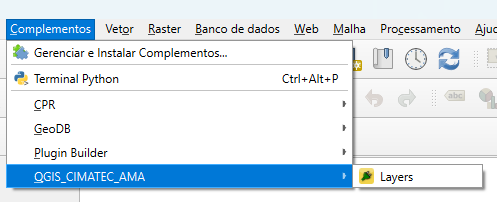 Complementos Vetor Raster Banco de dados Web Malha Processamento
Gerenciar e Instalar Complementos...
Terminal Python Ctrl+Alt+P
CPR
GeoDB
Plugin Builder
QGIS_CIMATEC_AMA Layers
abc